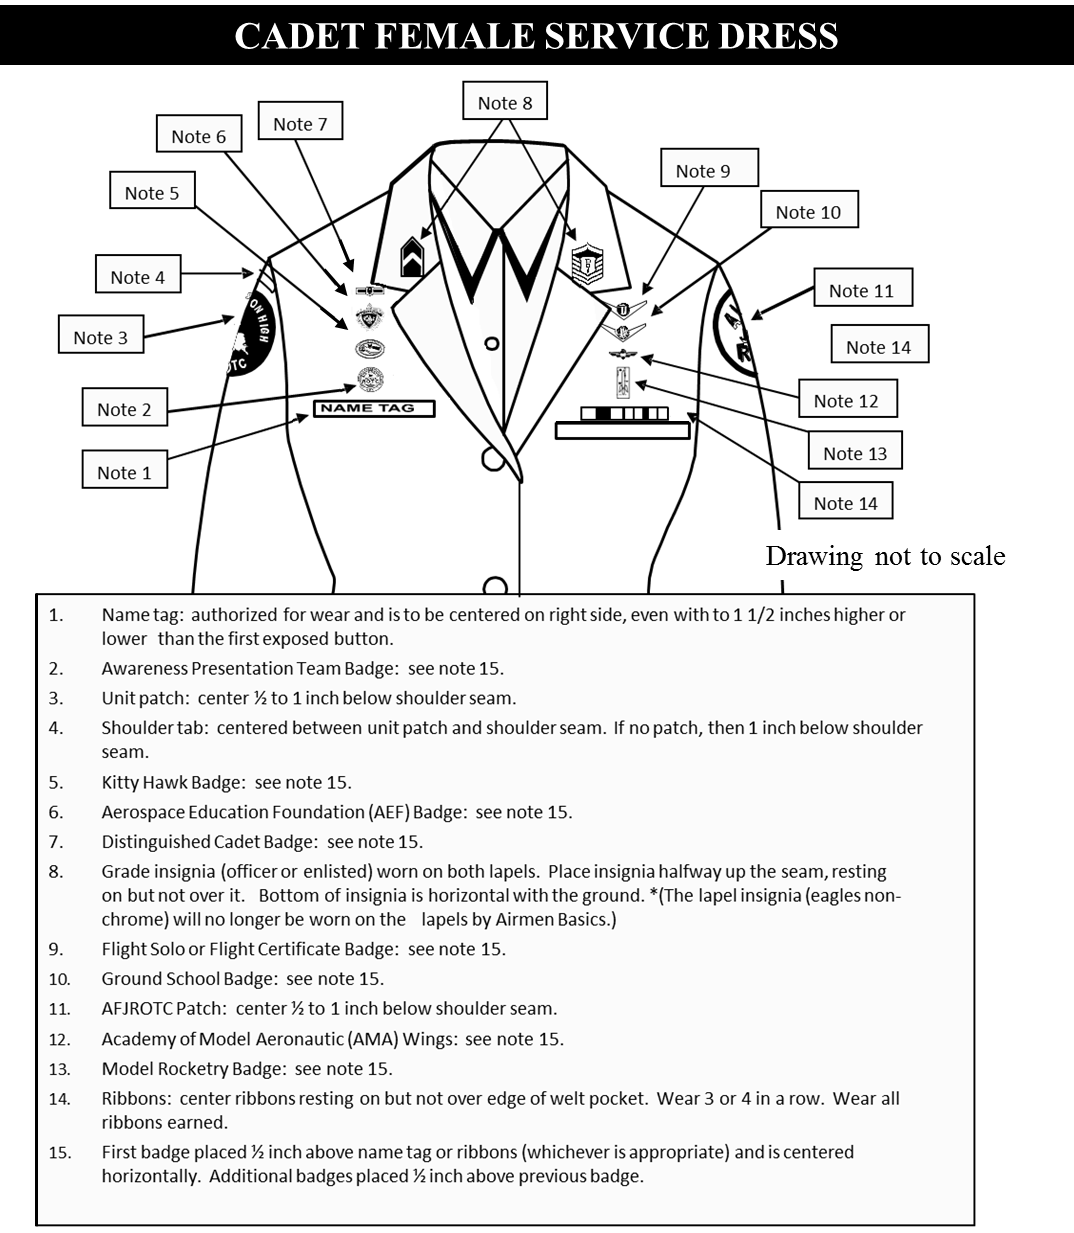 CADET FEMALE SERVICE DRESS
Note 8
Note 7
Note 6
Note 9
Note 5
Note 10
Note 4
Note 11
Note 3
Note 14
ON HIGH
OTC
A
J
R
Note 2
Note 12
NAME TAG
Note 13
Note 1
Note 14
Drawing not to scale
1. Name tag: authorized for wear and is to be centered on right side, even with to 1 1/2 inches higher or
lower than the first exposed button.
2. Awareness Presentation Team Badge: see note 15.
3. Unit patch: center ½ to 1 inch below shoulder seam.
4. Shoulder tab: centered between unit patch and shoulder seam. If no patch, then 1 inch below shoulder
seam.
5. Kitty Hawk Badge: see note 15.
6. Aerospace Education Foundation (AEF) Badge: see note 15.
7. Distinguished Cadet Badge: see note 15.
8. Grade insignia (officer or enlisted) worn on both lapels. Place insignia halfway up the seam, resting
on but not over it. Bottom of insignia is horizontal with the ground. *(The lapel insignia (eagles non-
chrome) will no longer be worn on the lapels by Airmen Basics.)
9. Flight Solo or Flight Certificate Badge: see note 15.
10. Ground School Badge: see note 15.
11. AFJROTC Patch: center ½ to 1 inch below shoulder seam.
12. Academy of Model Aeronautic (AMA) Wings: see note 15.
13. Model Rocketry Badge: see note 15.
14. Ribbons: center ribbons resting on but not over edge of welt pocket. Wear 3 or 4 in a row. Wear all
ribbons earned.
15. First badge placed ½ inch above name tag or ribbons (whichever is appropriate) and is centered
horizontally. Additional badges placed ½ inch above previous badge.